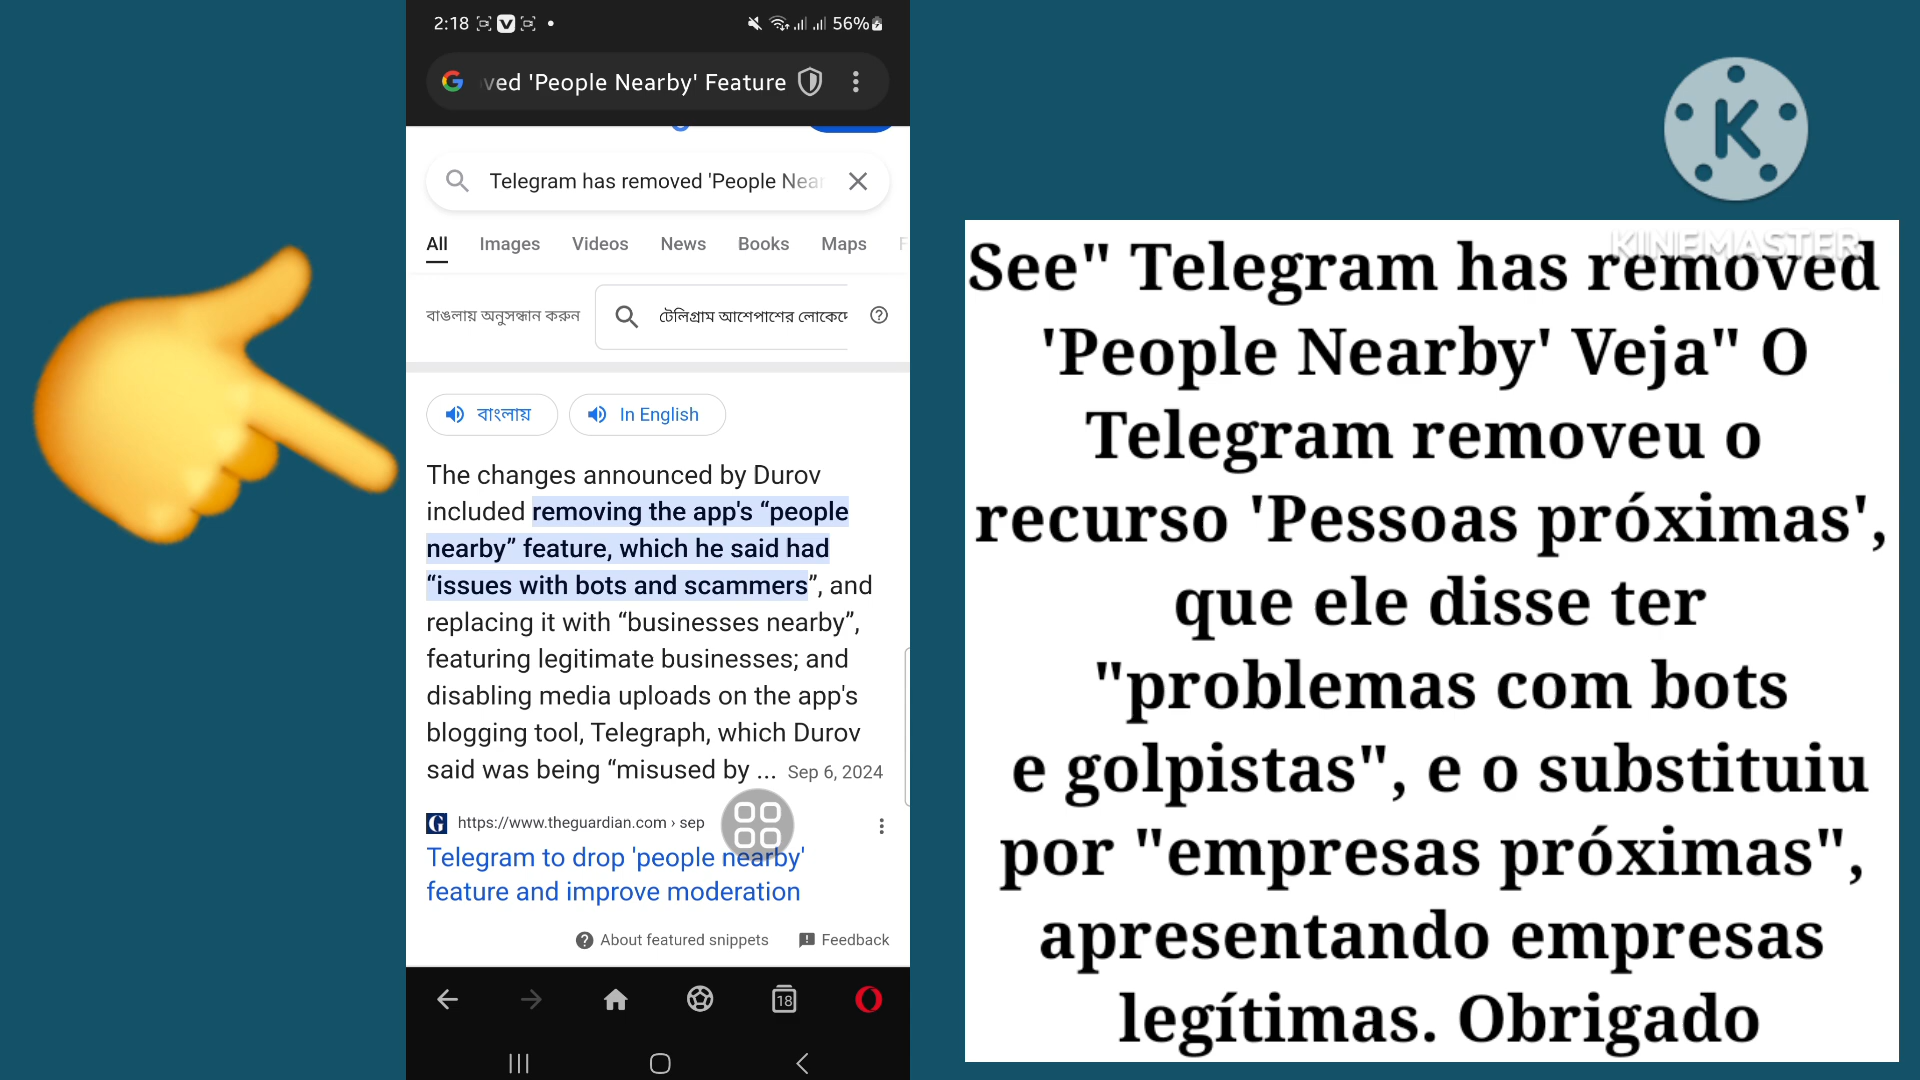 2:18
56%
ved 'People Nearby' Feature
Telegram has removed 'People Near
All Images Videos News Books Maps
বাঙলায় অনুসন্ধান করুন
টেলিগ্রাম আশেপাশের
বাংলায় In English
The changes announced by Durov
included removing the app's “people
nearby” feature, which he said had
“issues with bots and scammers”, and
replacing it with “businesses nearby”,
featuring legitimate businesses; and
disabling media uploads on the app's
blogging tool, Telegraph, which Durov
said was being “misused by ... Sep 6, 2024
G https://www.theguardian.com › sep
Telegram to drop 'people nearby'
feature and improve moderation
About featured snippets Feedback
18
K
KINEMASTER
See" Telegram has removed
'People Nearby' Veja" O
Telegram removeu o
recurso 'Pessoas próximas',
que ele disse ter
"problemas com bots
e golpistas", e o substituiu
por "empresas próximas",
apresentando empresas
legítimas. Obrigado